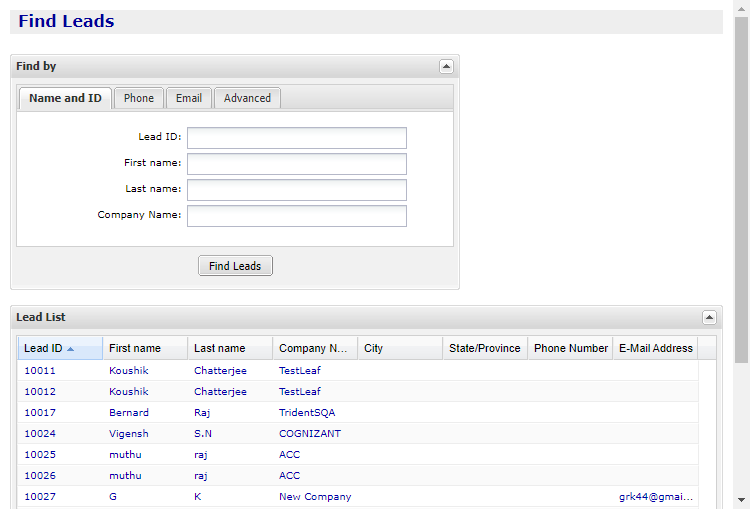 Find Leads
Find by
Name and ID Phone Email Advanced
Lead ID:
First name:
Last name:
Company Name:
Find Leads
Lead List
Lead ID First name Last name Company N... City State/Province Phone Number E-Mail Address
10011 Koushik Chatterjee TestLeaf
10012 Koushik Chatterjee TestLeaf
10017 Bernard Raj TridentSQA
10024 Vigensh S.N COGNIZANT
10025 muthu raj ACC
10026 muthu raj ACC
10027 G K New Company grk44@gmai...